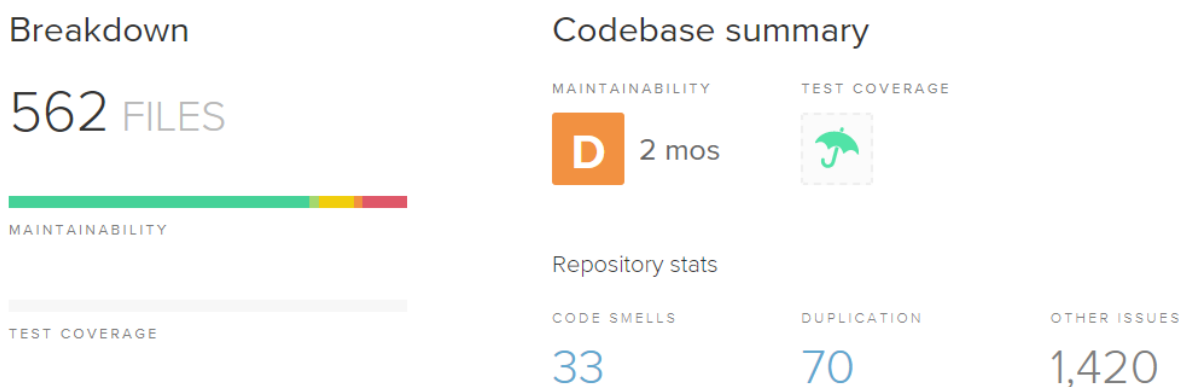 Breakdown
562 FILES
MAINTAINABILITY
TEST COVERAGE
Codebase summary
MAINTAINABILITY
TEST COVERAGE
D
2 mos
Repository stats
CODE SMELLS
DUPLICATION
OTHER ISSUES
33
70
1,420